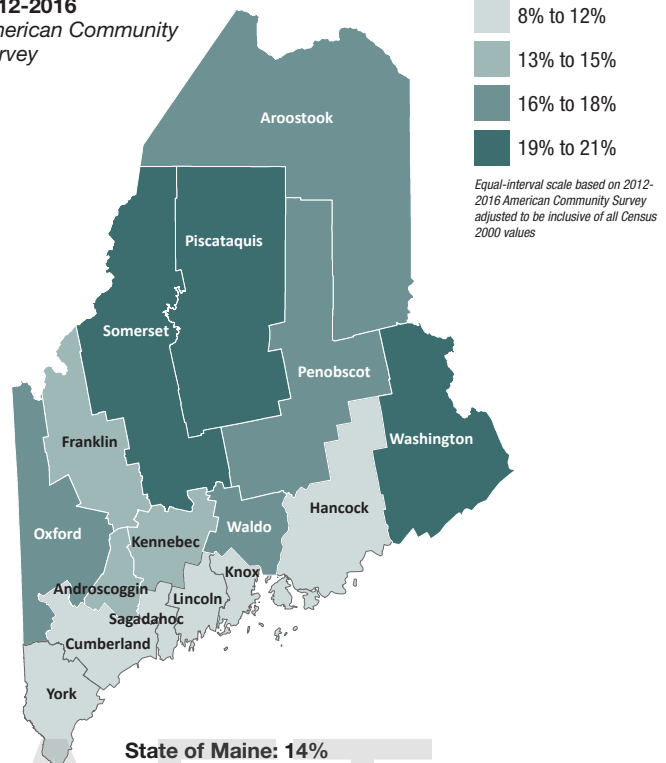 12-2016
merican Community
rvey
8% to 12%
13% to 15%
16% to 18%
19% to 21%
Equal-interval scale based on 2012-
2016 American Community Survey
adjusted to be inclusive of all Census
2000 values
Aroostook
Piscataquis
Somerset
Penobscot
Washington
Franklin
Hancock
Oxford
Waldo
Kennebec
Knox
Androscoggin
Lincoln
Sagadahoc
Cumberland
York
State of Maine: 14%